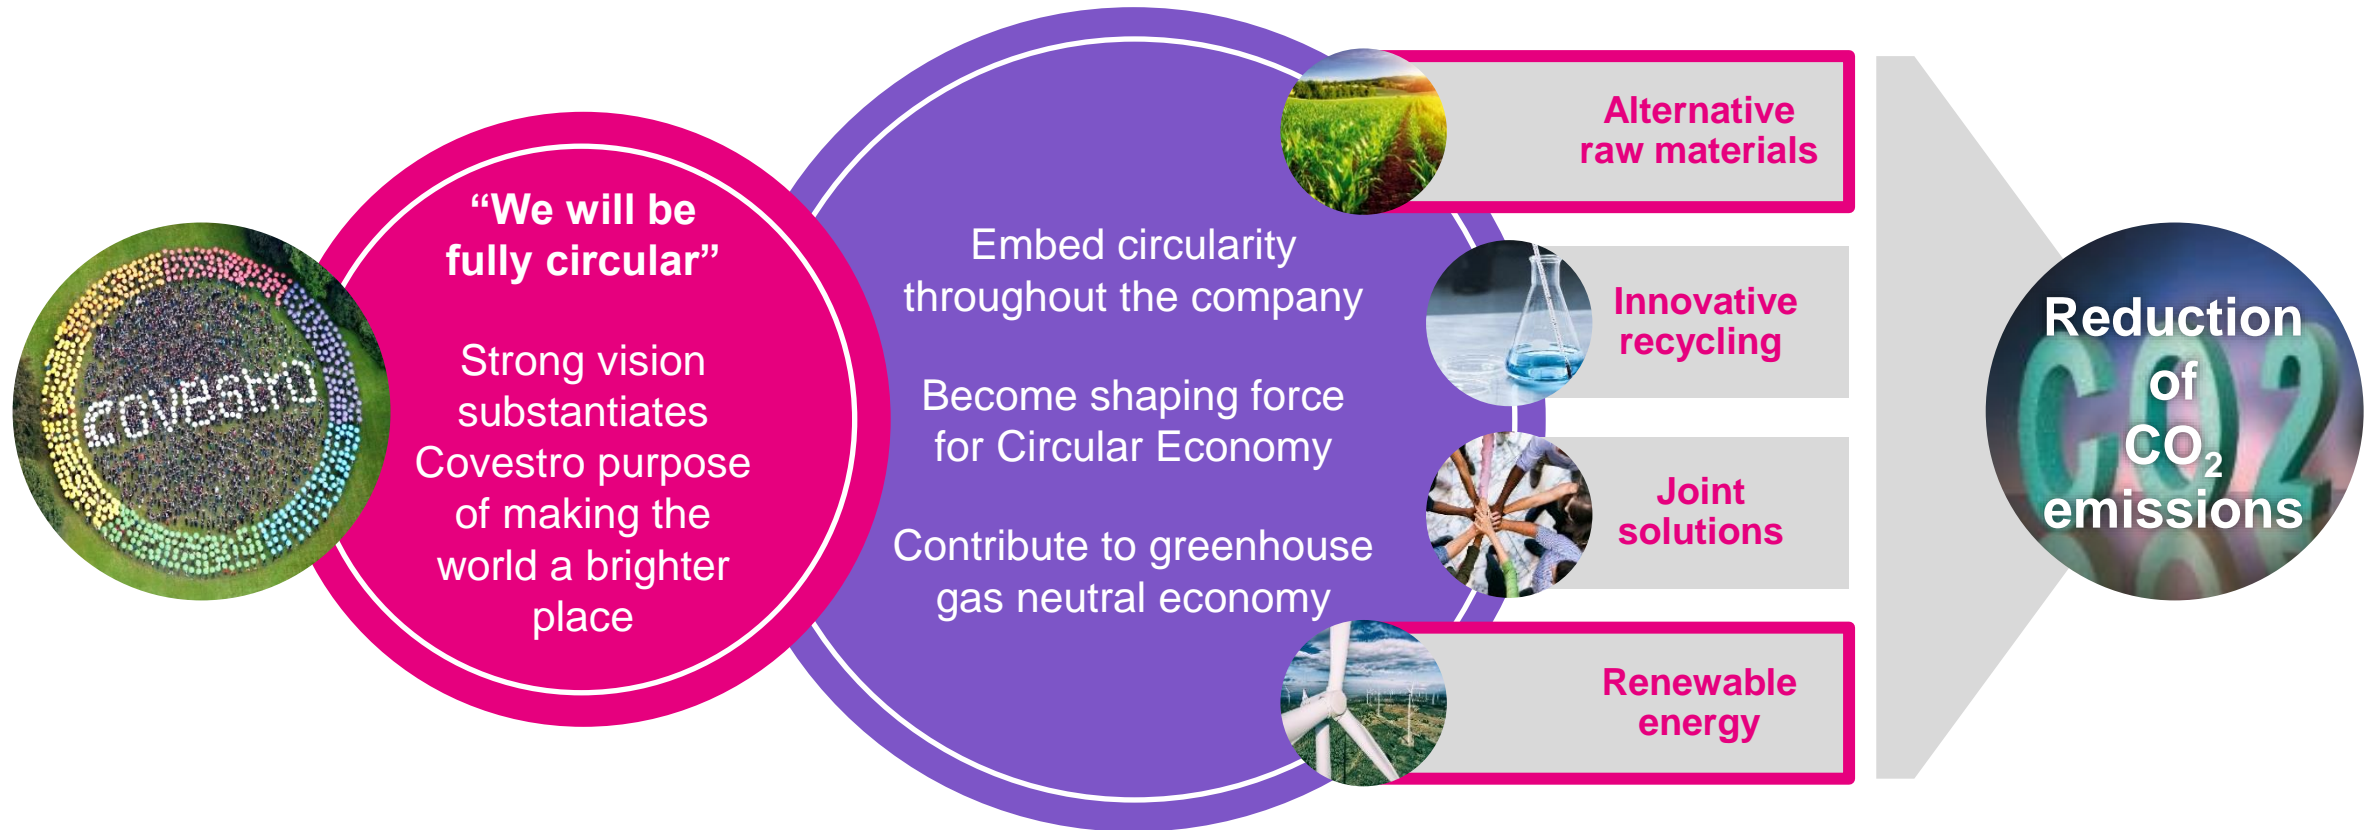 covestro
“We will be
fully circular”
Strong vision
substantiates
Covestro purpose
of making the
world a brighter
place
Embed circularity
throughout the company
Become shaping force
for Circular Economy
Contribute to greenhouse
gas neutral economy
Alternative
raw materials
Innovative
recycling
Joint
solutions
Renewable
energy
CO2
Reduction
of
CO₂
emissions